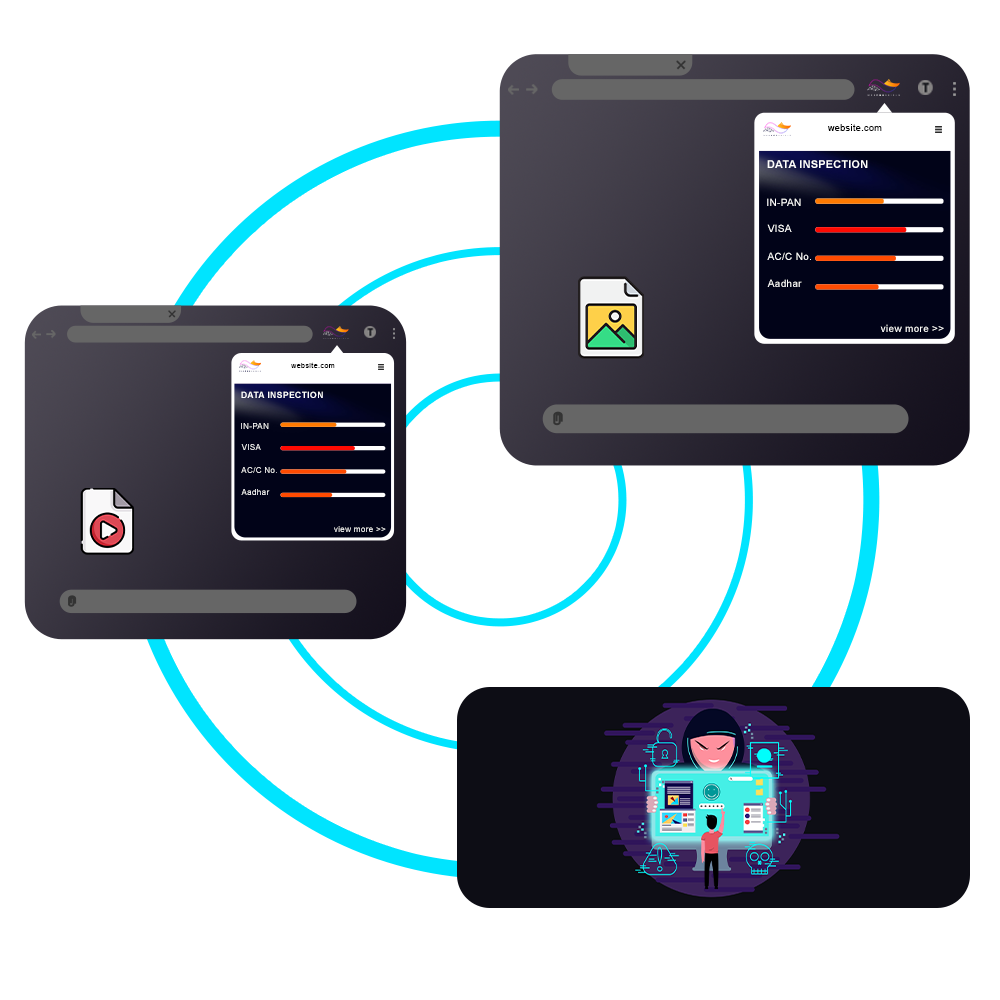 T
website.com
DATA INSPECTION
IN-PAN
VISA
AC/C No.
Aadhar
view more >>
T
website.com
DATA INSPECTION
IN-PAN
VISA
AC/C No.
Aadhar
view more >>